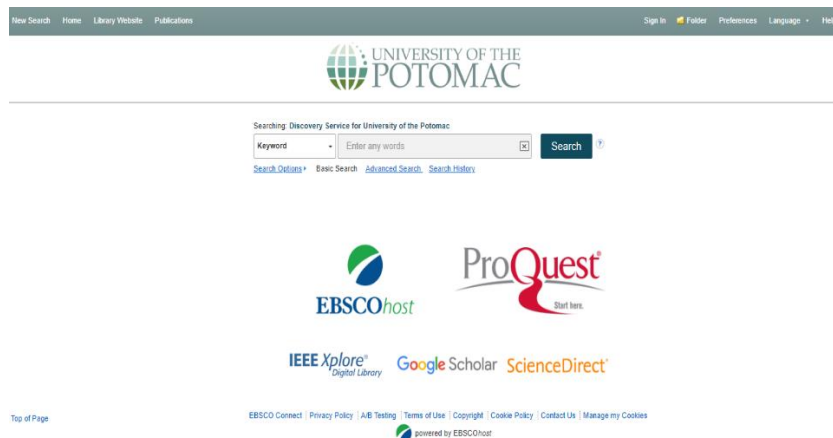 New Search Home Library Website Publications Sign In Folder Preferences Language Hel
UNIVERSITY OF THE
POTOMAC
Searching: Discovery Service for University of the Potomac
Keyword Enter any words Search ?
Search Options Basic Search Advanced Search Search History
EBSCOhost
ProQuest®
Start here.
IEEE Xplore®
Digital Library
Google Scholar
ScienceDirect®
Top of Page
EBSCO Connect | Privacy Policy | A/B Testing | Terms of Use | Copyright | Cookie Policy | Contact Us | Manage my Cookies
powered by EBSCOhost